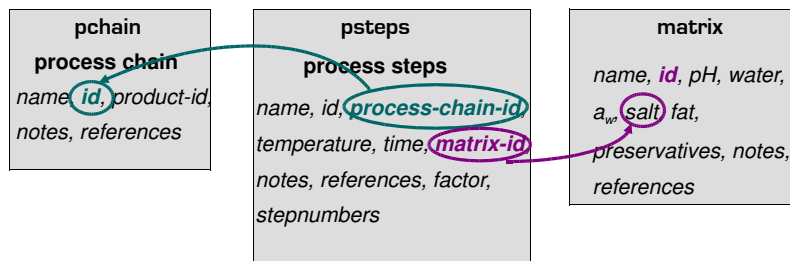 pchain
process chain
name, id, product-id,
notes, references
psteps
process steps
name, id, process-chain-id,
temperature, time, matrix-id,
notes, references, factor,
stepnumbers
matrix
name, id, pH, water,
aw, salt fat,
preservatives, notes,
references